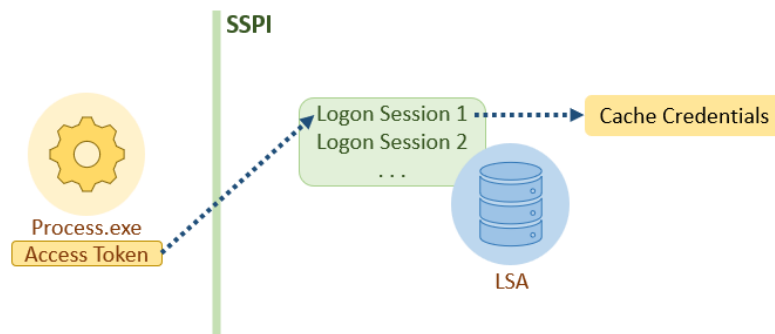 SSPI
Logon Session 1
Logon Session 2
. . .
Cache Credentials
Process.exe
Access Token
LSA